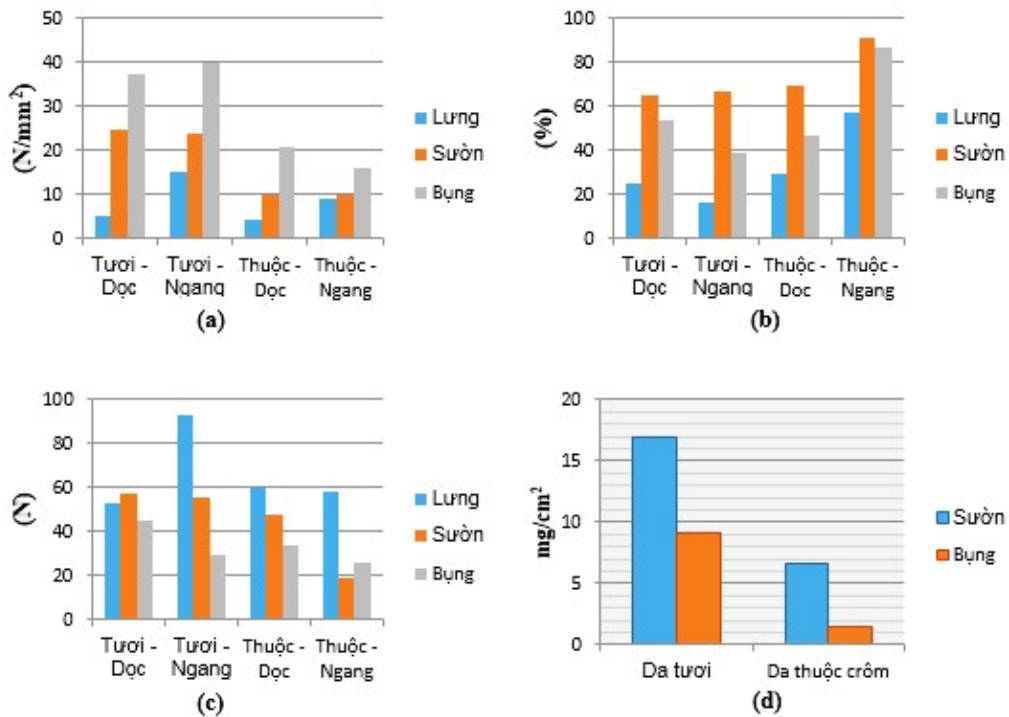 50
40
30
20
10
0
(N/mm²)
Tươi - Dọc
Tươi - Ngang
Thuộc - Dọc
Thuộc - Ngang
Lưng
Sườn
Bụng
(a)
100
80
60
40
20
0
(%)
Tươi - Dọc
Tươi - Ngang
Thuộc - Dọc
Thuộc - Ngang
Lưng
Sườn
Bụng
(b)
100
80
60
40
20
0
(N)
Tươi - Dọc
Tươi - Ngang
Thuộc - Dọc
Thuộc - Ngang
Lưng
Sườn
Bụng
(c)
20
15
10
5
0
mg/cm²
Da tươi
Da thuộc crôm
Sườn
Bụng
(d)